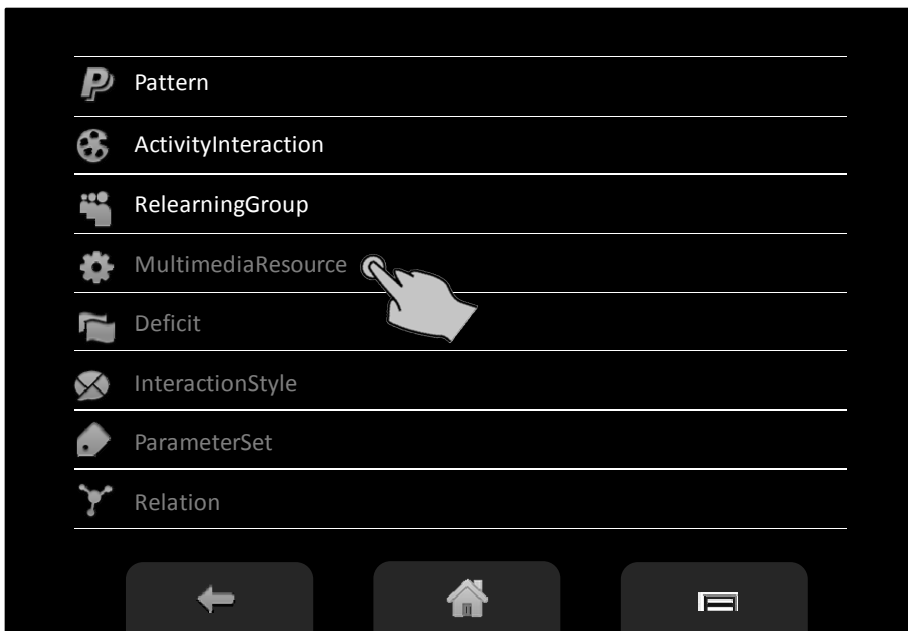 Pattern
ActivityInteraction
RelearningGroup
MultimediaResource
Deficit
InteractionStyle
ParameterSet
Relation